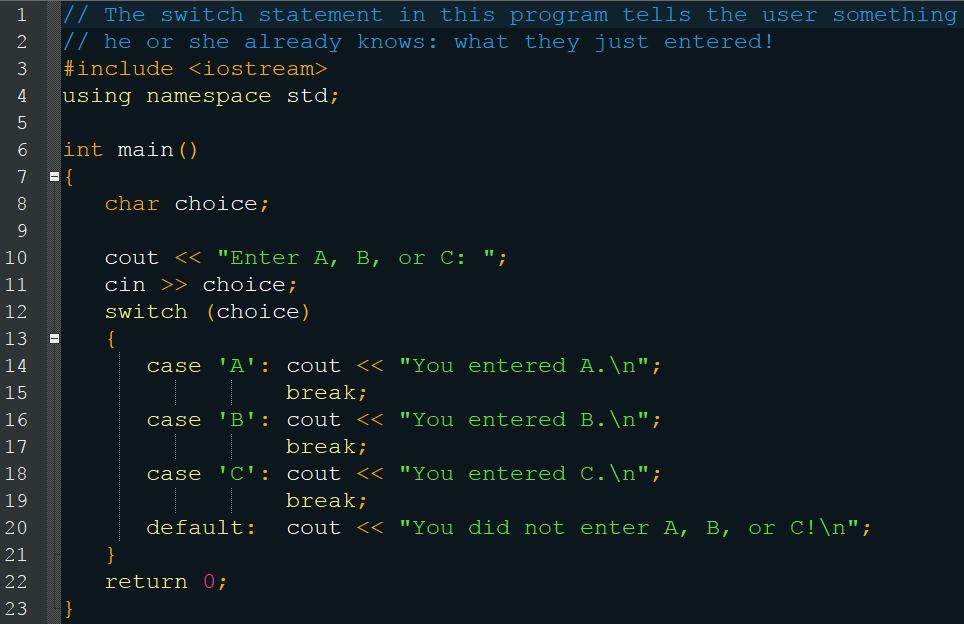 1 // The switch statement in this program tells the user something
2 // he or she already knows: what they just entered!
3 #include <iostream>
4 using namespace std;
5
6 int main()
7 {
8    char choice;
9
10    cout << "Enter A, B, or C: ";
11    cin >> choice;
12    switch (choice)
13    {
14       case 'A': cout << "You entered A.\n";
15                 break;
16       case 'B': cout << "You entered B.\n";
17                 break;
18       case 'C': cout << "You entered C.\n";
19                 break;
20       default:  cout << "You did not enter A, B, or C!\n";
21    }
22    return 0;
23 }